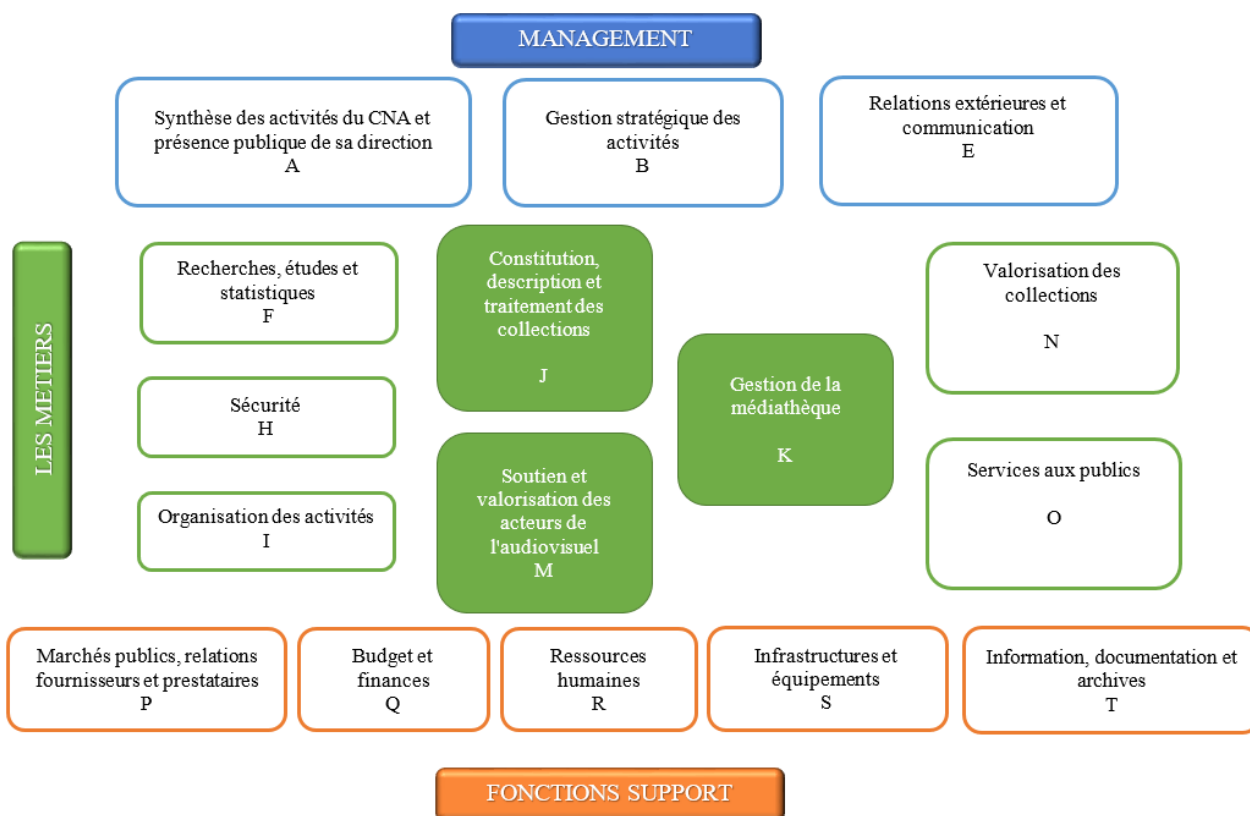 MANAGEMENT
Synthèse des activités du CNA et
présence publique de sa direction
A
Gestion stratégique des
activités
B
Relations extérieures et
communication
E
LES METIERS
Recherches, études et
statistiques
F
Sécurité
H
Organisation des activités
I
Constitution,
description et
traitement des
collections
J
Soutien et
valorisation des
acteurs de
l'audiovisuel
M
Gestion de la
médiathèque
K
Valorisation des
collections
N
Services aux publics
O
Marchés publics, relations
fournisseurs et prestataires
P
Budget et
finances
Q
Ressources
humaines
R
Infrastructures et
équipements
S
Information, documentation et
archives
T
FONCTIONS SUPPORT